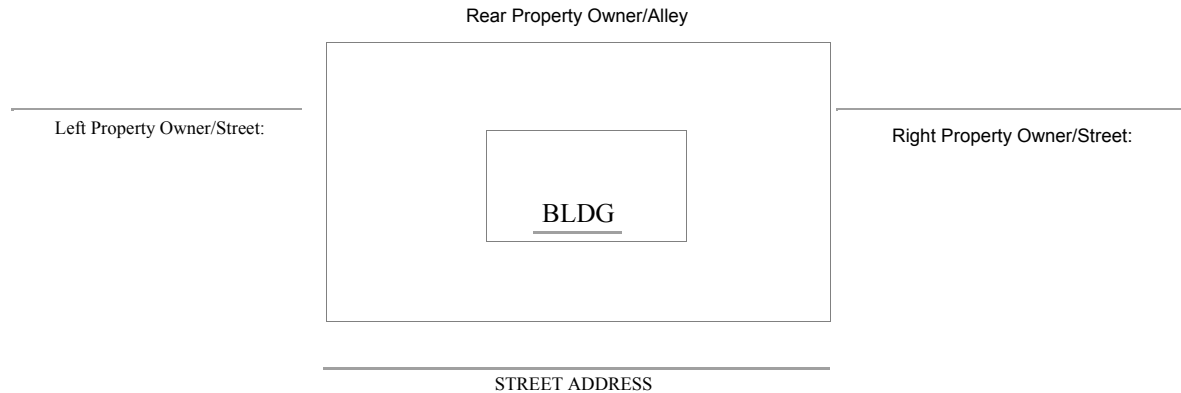 Rear Property Owner/Alley
Left Property Owner/Street:
Right Property Owner/Street:
BLDG
STREET ADDRESS